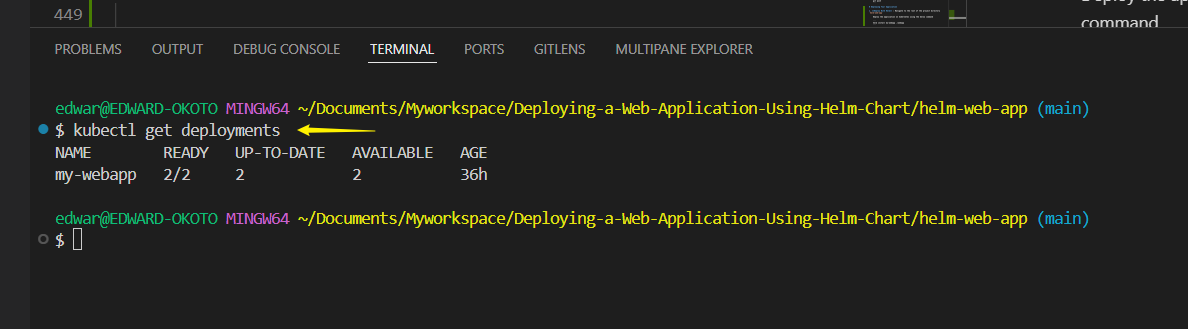 449
Deploy the ap
command
PROBLEMS OUTPUT DEBUG CONSOLE TERMINAL PORTS GITLENS MULTIPANE EXPLORER
edwar@EDWARD-OKOTO MINGW64 ~/Documents/Myworkspace/Deploying-a-Web-Application-Using-Helm-Chart/helm-web-app (main)
$ kubectl get deployments
NAME READY UP-TO-DATE AVAILABLE AGE
my-webapp 2/2 2 2 36h
edwar@EDWARD-OKOTO MINGW64 ~/Documents/Myworkspace/Deploying-a-Web-Application-Using-Helm-Chart/helm-web-app (main)
$